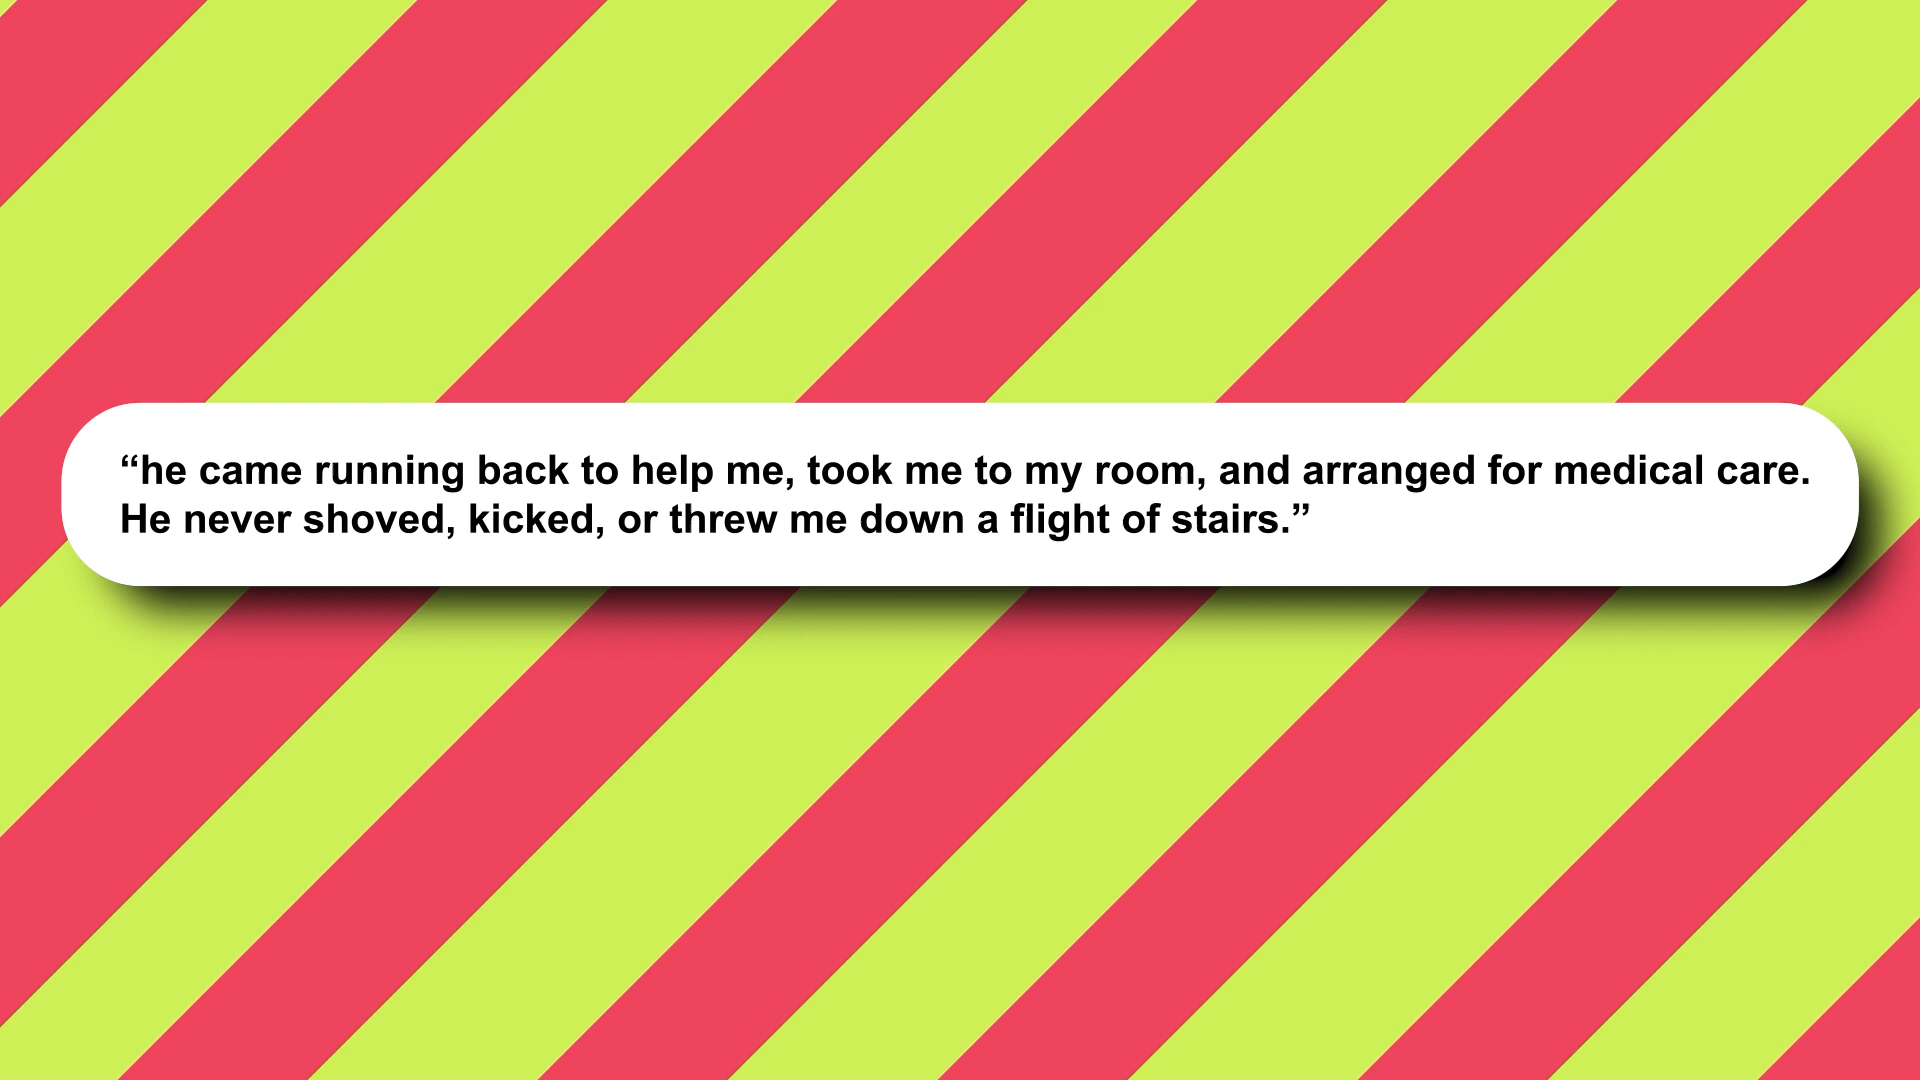 “he came running back to help me, took me to my room, and arranged for medical care.
He never shoved, kicked, or threw me down a flight of stairs.”